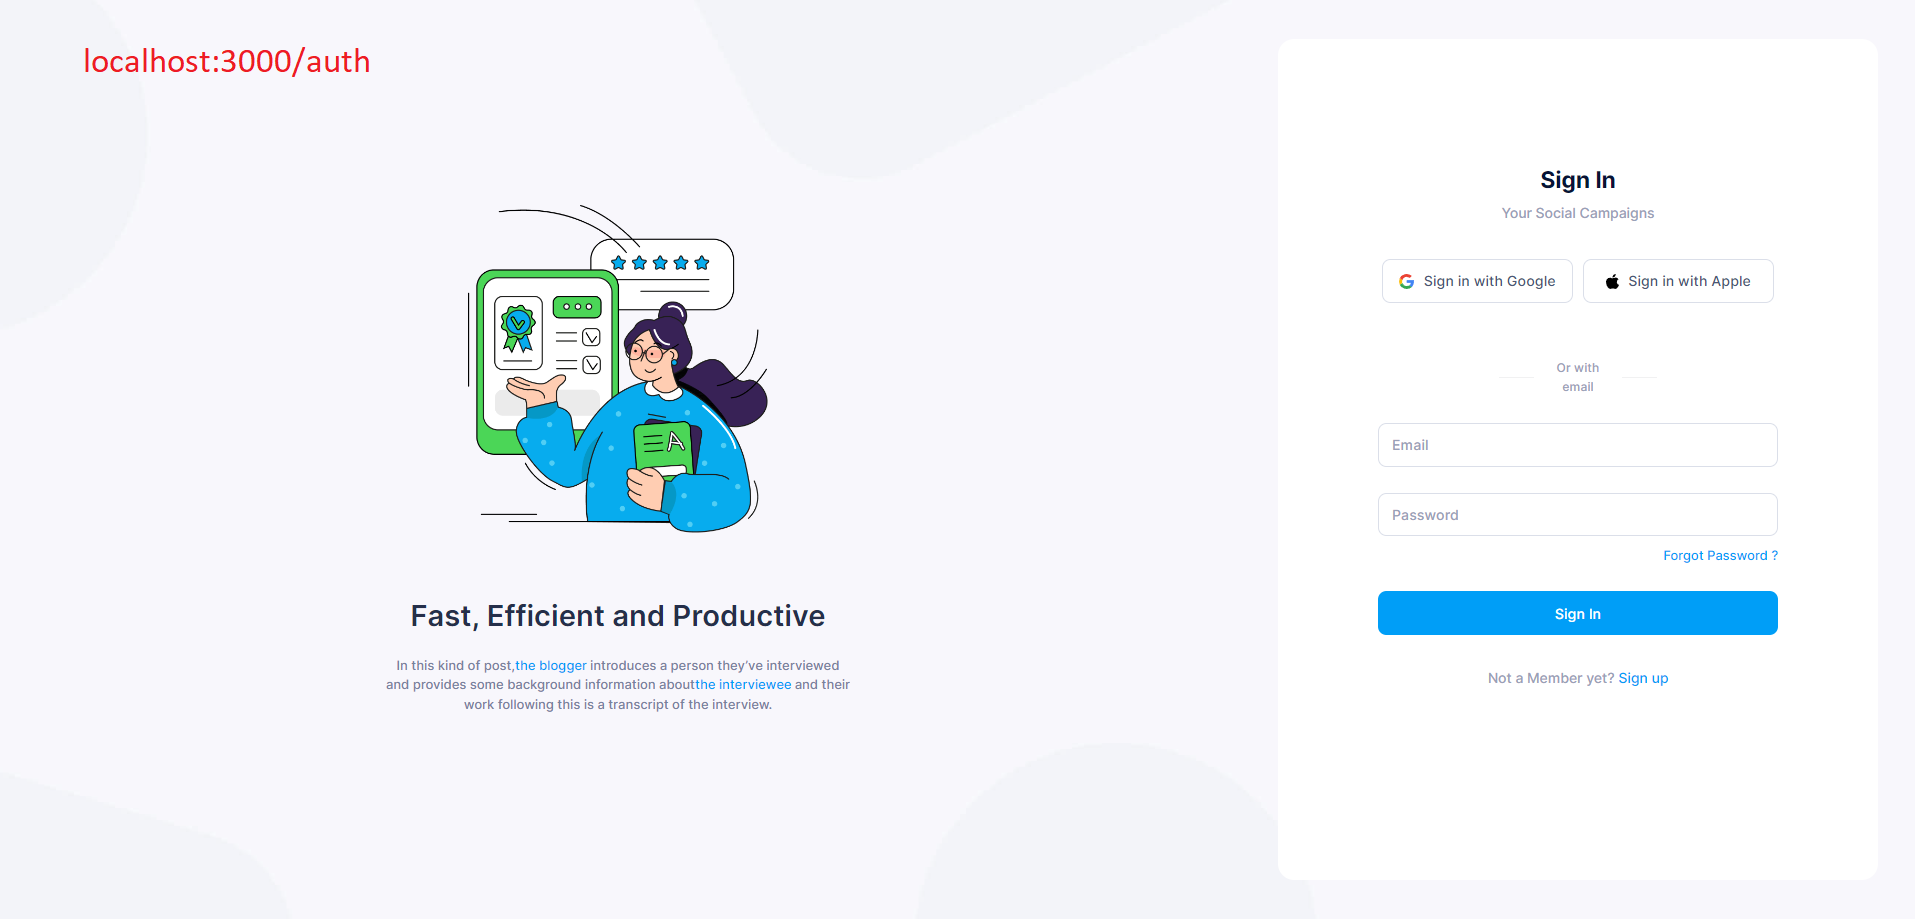 localhost:3000/auth
A
Fast, Efficient and Productive
In this kind of post,the blogger introduces a person they’ve interviewed
and provides some background information aboutthe interviewee and their
work following this is a transcript of the interview.
Sign In
Your Social Campaigns
Sign in with Google
Sign in with Apple
Or with
email
Email
Password
Forgot Password ?
Sign In
Not a Member yet? Sign up